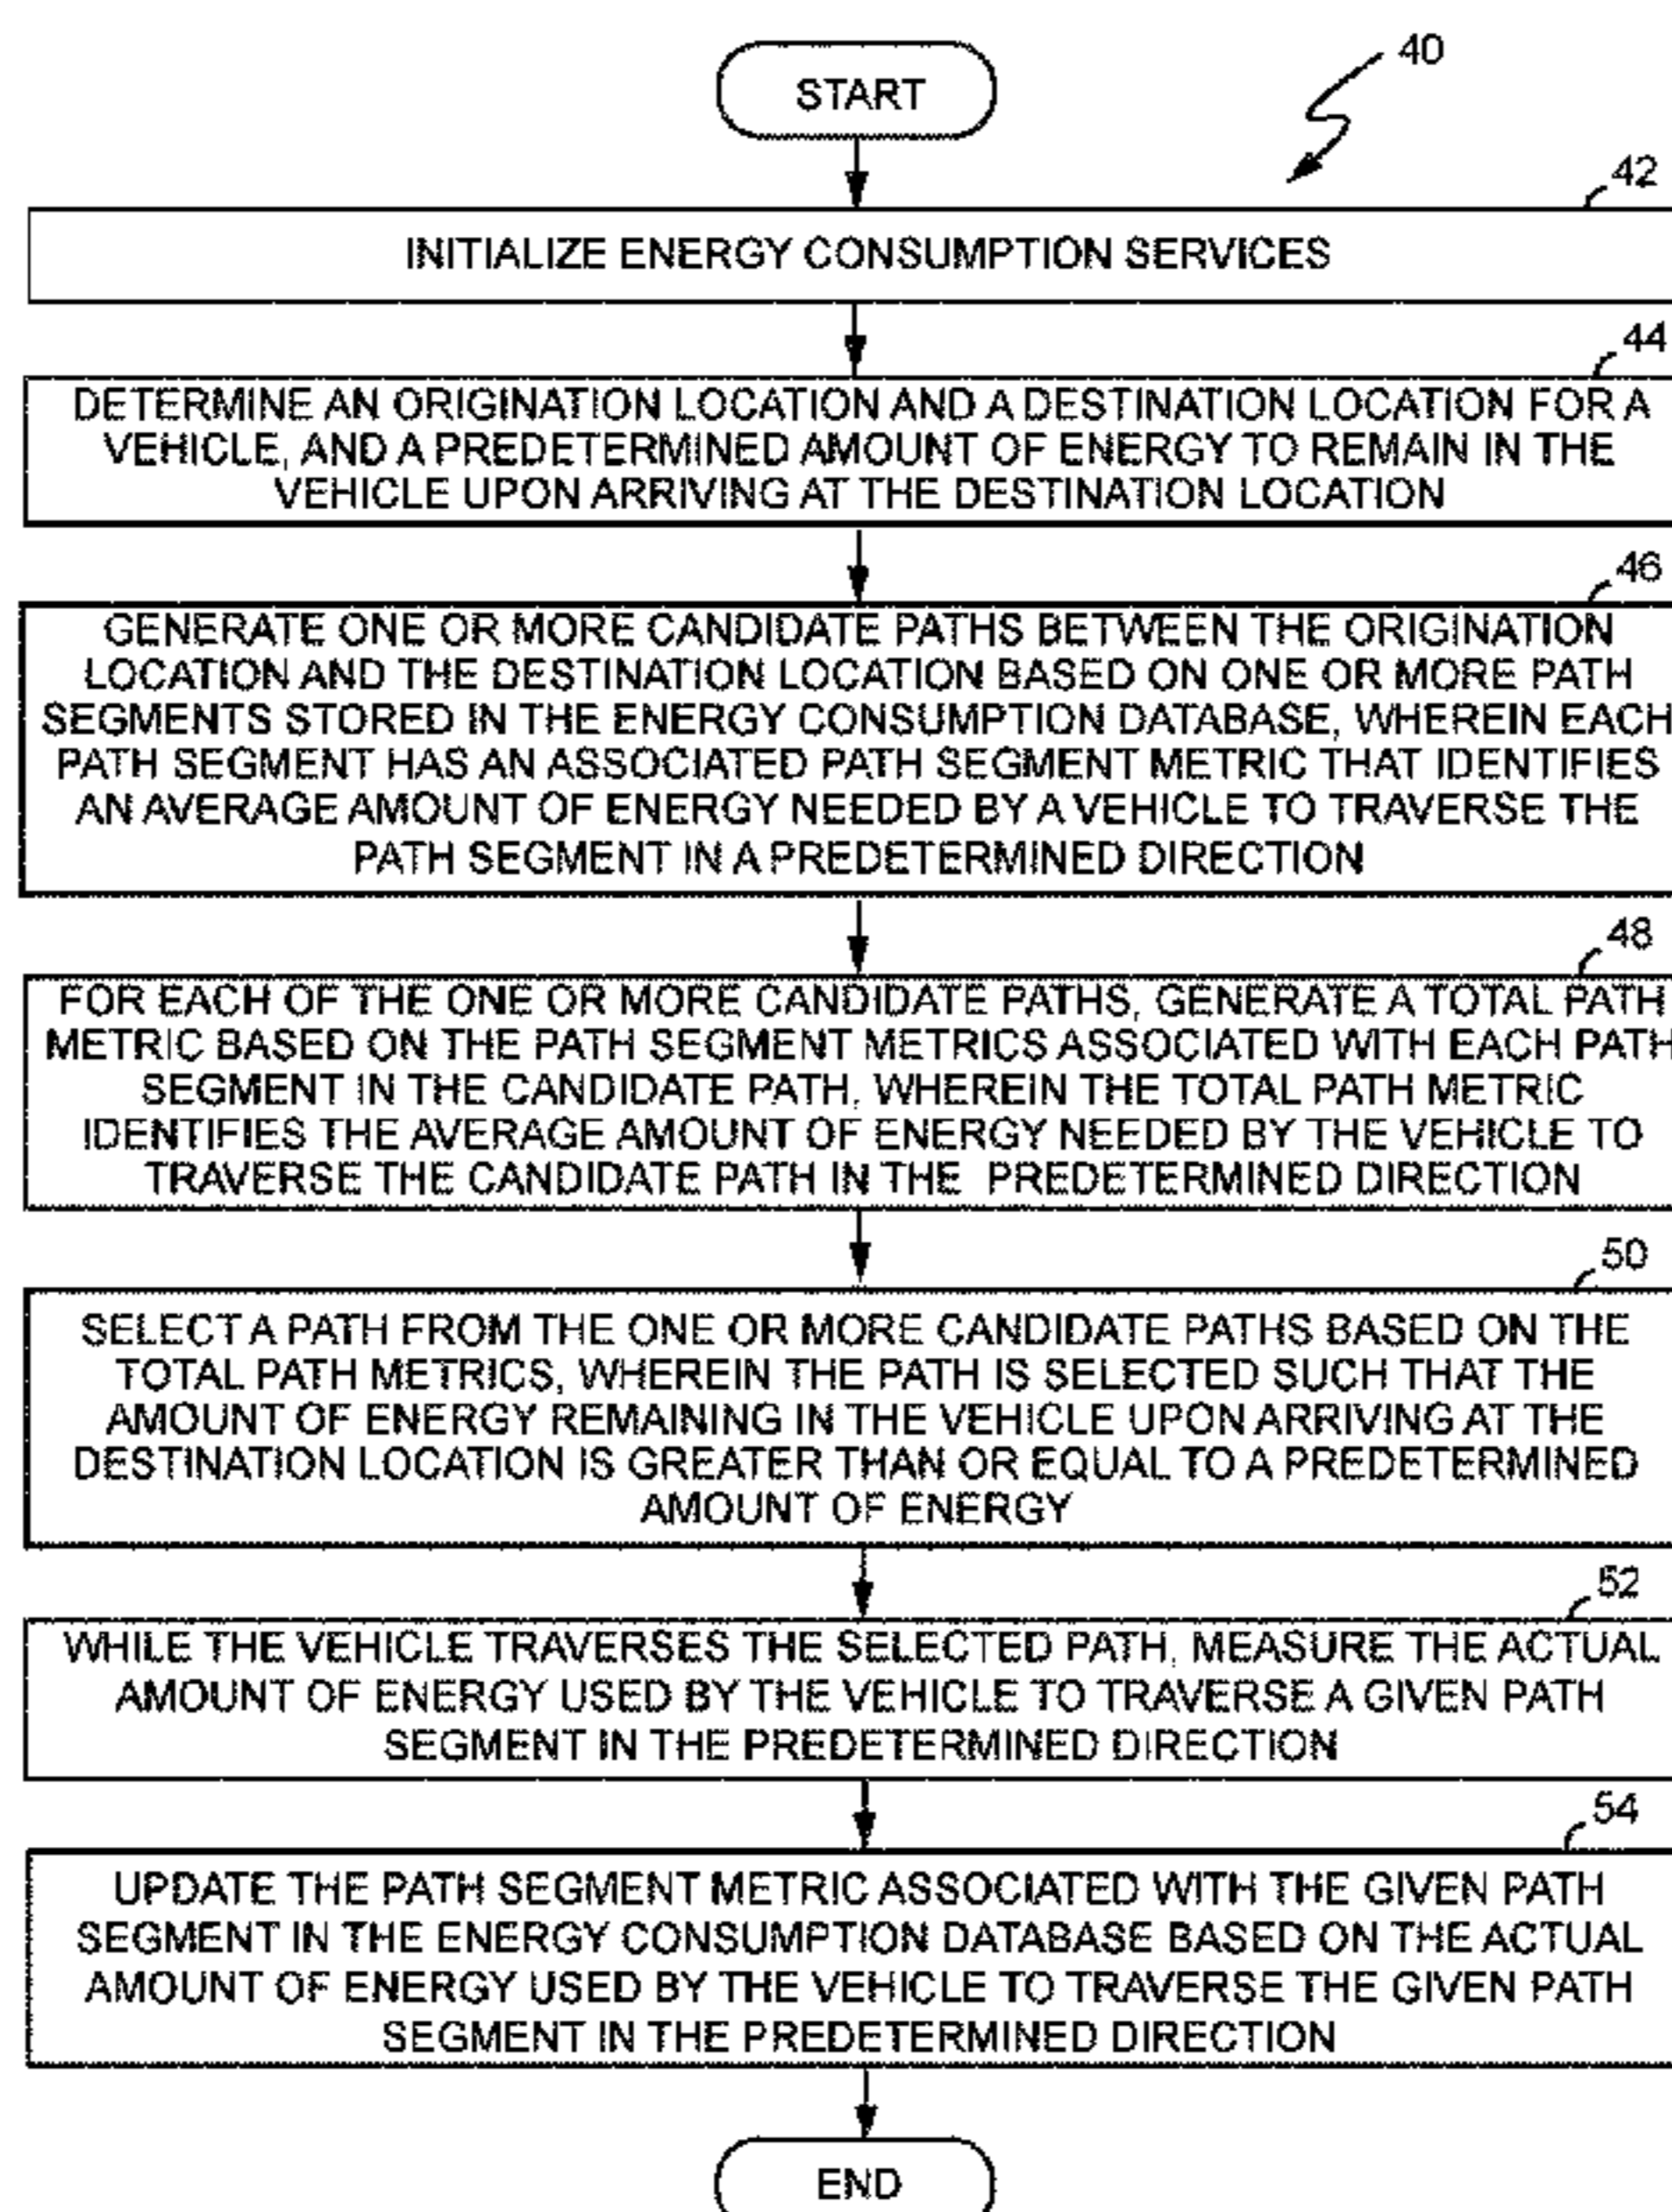 START
40
42
INITIALIZE ENERGY CONSUMPTION SERVICES
44
DETERMINE AN ORIGINATION LOCATION AND A DESTINATION LOCATION FOR A
VEHICLE, AND A PREDETERMINED AMOUNT OF ENERGY TO REMAIN IN THE
VEHICLE UPON ARRIVING AT THE DESTINATION LOCATION
46
GENERATE ONE OR MORE CANDIDATE PATHS BETWEEN THE ORIGINATION
LOCATION AND THE DESTINATION LOCATION BASED ON ONE OR MORE PATH
SEGMENTS STORED IN THE ENERGY CONSUMPTION DATABASE, WHEREIN EACH
PATH SEGMENT HAS AN ASSOCIATED PATH SEGMENT METRIC THAT IDENTIFIES
AN AVERAGE AMOUNT OF ENERGY NEEDED BY A VEHICLE TO TRAVERSE THE
PATH SEGMENT IN A PREDETERMINED DIRECTION
48
FOR EACH OF THE ONE OR MORE CANDIDATE PATHS, GENERATE A TOTAL PATH
METRIC BASED ON THE PATH SEGMENT METRICS ASSOCIATED WITH EACH PATH
SEGMENT IN THE CANDIDATE PATH, WHEREIN THE TOTAL PATH METRIC
IDENTIFIES THE AVERAGE AMOUNT OF ENERGY NEEDED BY THE VEHICLE TO
TRAVERSE THE CANDIDATE PATH IN THE PREDETERMINED DIRECTION
50
SELECT A PATH FROM THE ONE OR MORE CANDIDATE PATHS BASED ON THE
TOTAL PATH METRICS, WHEREIN THE PATH IS SELECTED SUCH THAT THE
AMOUNT OF ENERGY REMAINING IN THE VEHICLE UPON ARRIVING AT THE
DESTINATION LOCATION IS GREATER THAN OR EQUAL TO A PREDETERMINED
AMOUNT OF ENERGY
52
WHILE THE VEHICLE TRAVERSES THE SELECTED PATH, MEASURE THE ACTUAL
AMOUNT OF ENERGY USED BY THE VEHICLE TO TRAVERSE A GIVEN PATH
SEGMENT IN THE PREDETERMINED DIRECTION
54
UPDATE THE PATH SEGMENT METRIC ASSOCIATED WITH THE GIVEN PATH
SEGMENT IN THE ENERGY CONSUMPTION DATABASE BASED ON THE ACTUAL
AMOUNT OF ENERGY USED BY THE VEHICLE TO TRAVERSE THE GIVEN PATH
SEGMENT IN THE PREDETERMINED DIRECTION
END